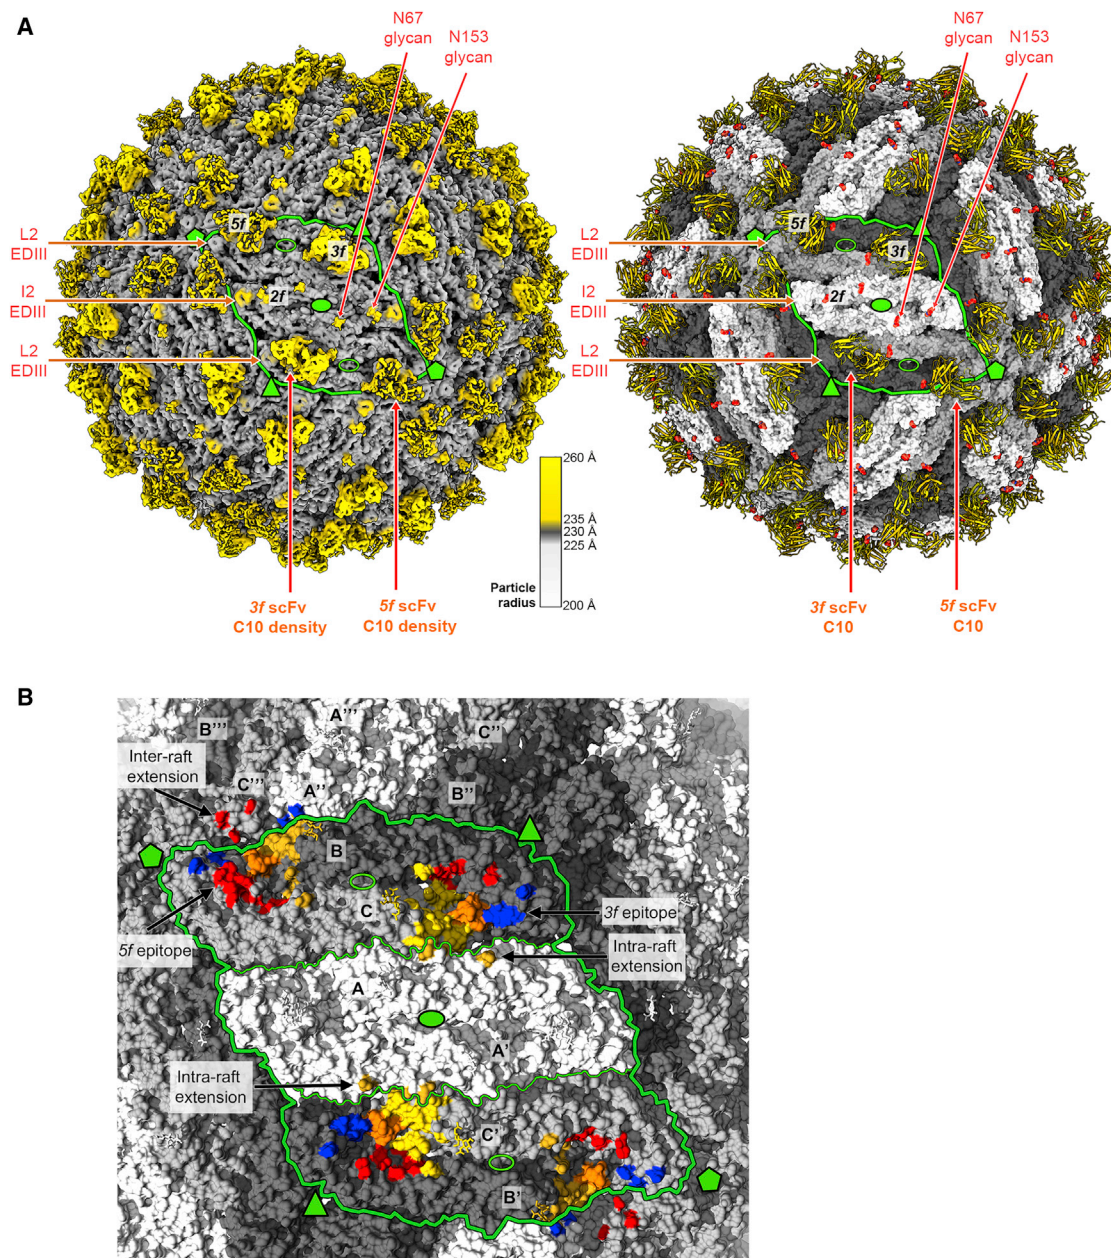 A
N67
glycan
N153
glycan
N67
glycan
N153
glycan
L2
EDIII
I2
EDIII
L2
EDIII
5f
3f
2f
L2
EDIII
I2
EDIII
L2
EDIII
5f
3f
2f
260 Å
235 Å
230 Å
225 Å
200 Å
Particle
radius
3f scFv
C10 density
5f scFv
C10 density
3f scFv
C10
5f scFv
C10
B
B'''
A'''
C''
Inter-raft
extension
C'''
A''
B''
B
C
5f epitope
3f epitope
Intra-raft
extension
A
A'
Intra-raft
extension
C'
B'